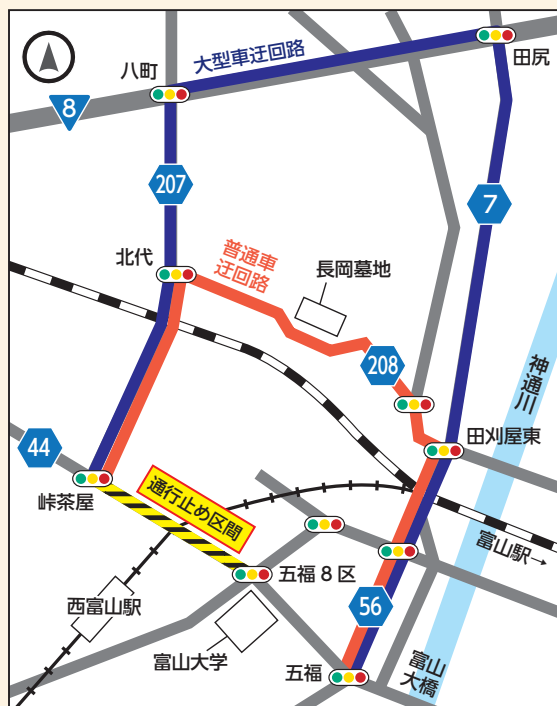 田尻
大型車迂回路
八町
8
207
7
北代
普通車
迂回路
長岡墓地
208
神通川
田刈屋東
44
峠茶屋
通行止め区間
富山駅→
五福8区
西富山駅
56
富山大学
五福
富山
大橋